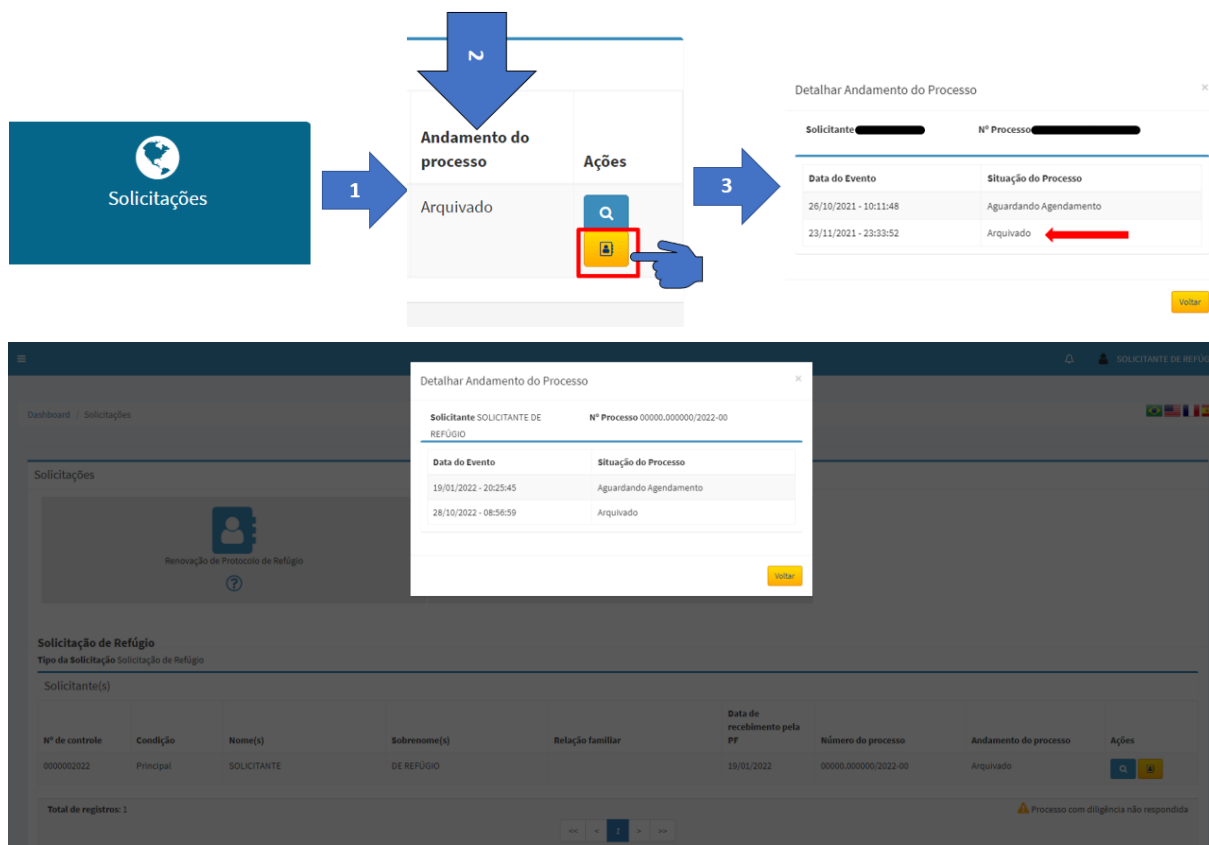 Solicitações
1
2
Andamento do
processo
Ações
Arquivado
3
Detalhar Andamento do Processo
×
Solicitante
Nº Processo
Data do Evento
Situação do Processo
26/10/2021 - 10:11:48
Aguardando Agendamento
23/11/2021 - 23:33:52
Arquivado
Voltar
SOLICITANTE DE REFÚG
Dashboard / Solicitações
Detalhar Andamento do Processo
×
Solicitante SOLICITANTE DE
REFÚGIO
Nº Processo 00000.000000/2022-00
Data do Evento
Situação do Processo
19/01/2022 - 20:25:45
Aguardando Agendamento
28/10/2022 - 08:56:59
Arquivado
Voltar
Solicitações
Renovação de Protocolo de Refúgio
?
Solicitação de Refúgio
Tipo da Solicitação Solicitação de Refúgio
Solicitante(s)
Nº de controle
Condição
Nome(s)
Sobrenome(s)
Relação familiar
Data de
recebimento pela
PF
Número do processo
Andamento do processo
Ações
0000002022
Principal
SOLICITANTE
DE REFÚGIO
19/01/2022
00000.000000/2022-00
Arquivado
Total de registros: 1
Processo com diligência não respondida
<< < 1 > >>